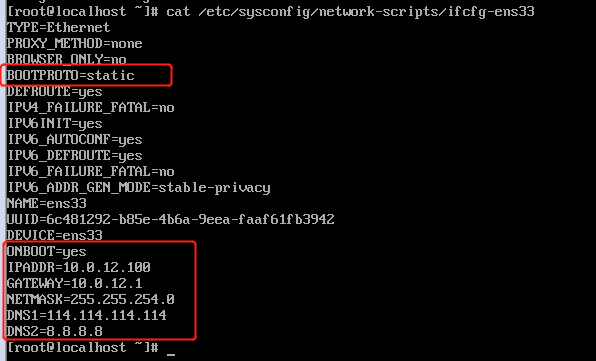 [root@localhost ~]# cat /etc/sysconfig/network-scripts/ifcfg-ens33
TYPE=Ethernet
PROXY_METHOD=none
BROWSER_ONLY=no
BOOTPROTO=static
DEFROUTE=yes
IPV4_FAILURE_FATAL=no
IPV6INIT=yes
IPV6_AUTOCONF=yes
IPV6_DEFROUTE=yes
IPV6_FAILURE_FATAL=no
IPV6_ADDR_GEN_MODE=stable-privacy
NAME=ens33
UUID=6c481292-b85e-4b6a-9eea-faaf61fb3942
DEVICE=ens33
ONBOOT=yes
IPADDR=10.0.12.100
GATEWAY=10.0.12.1
NETMASK=255.255.254.0
DNS1=114.114.114.114
DNS2=8.8.8.8
[root@localhost ~]# _